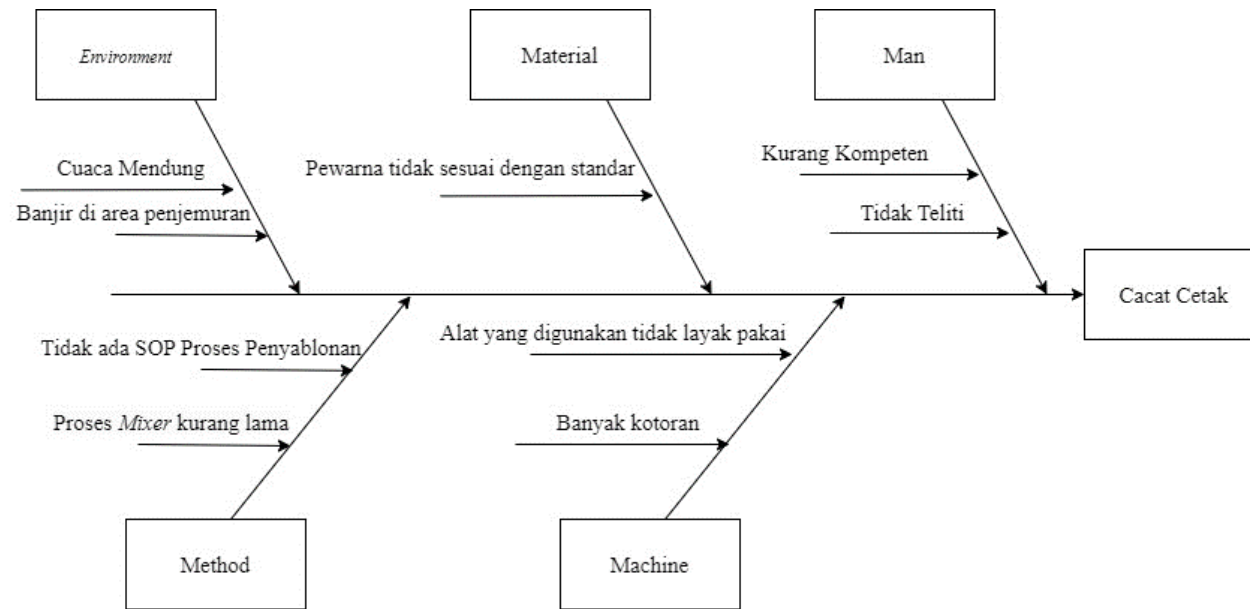 Environment
Material
Man
Cuaca Mendung
Banjir di area penjemuran
Pewarna tidak sesuai dengan standar
Kurang Kompeten
Tidak Teliti
Cacat Cetak
Tidak ada SOP Proses Penyablonan
Proses Mixer kurang lama
Alat yang digunakan tidak layak pakai
Banyak kotoran
Method
Machine